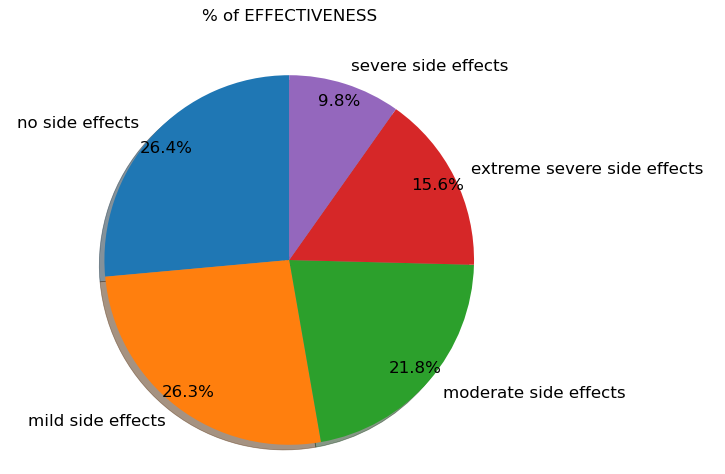 % of EFFECTIVENESS
severe side effects
9.8%
no side effects
26.4%
extreme severe side effects
15.6%
21.8%
moderate side effects
26.3%
mild side effects